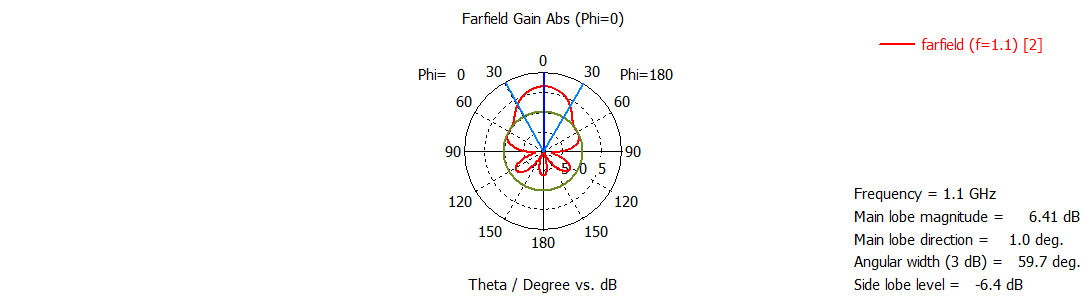 Farfield Gain Abs (Phi=0)
farfield (f=1.1) [2]
Phi= 0 30 0 30 Phi=180
60 60
90 5 0 5 90
120 120
150 180 150
Theta / Degree vs. dB
Frequency = 1.1 GHz
Main lobe magnitude = 6.41 dB
Main lobe direction = 1.0 deg.
Angular width (3 dB) = 59.7 deg.
Side lobe level = -6.4 dB